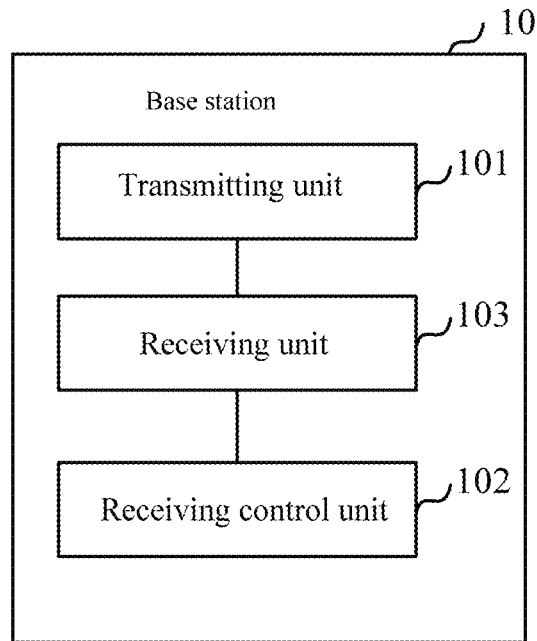 10
Base station
Transmitting unit
101
Receiving unit
103
Receiving control unit
102